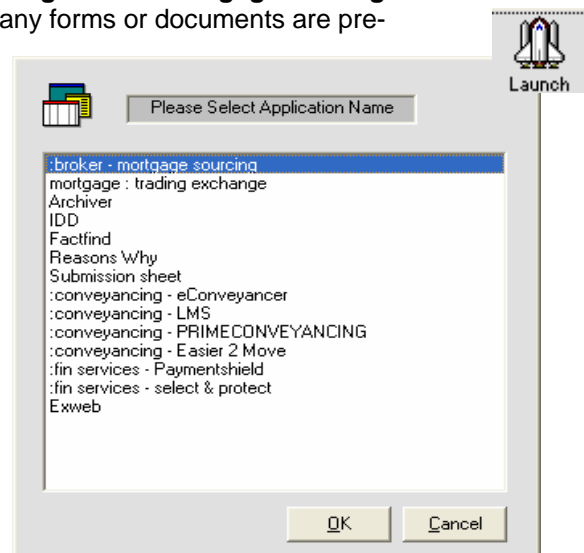 any forms or documents are pre-
Launch
Please Select Application Name
:broker - mortgage sourcing
mortgage : trading exchange
Archiver
IDD
Factfind
Reasons Why
Submission sheet
:conveyancing - eConveyancer
:conveyancing - LMS
:conveyancing - PRIMECONVEYANCING
:conveyancing - Easier 2 Move
:fin services - Paymentshield
:fin services - select & protect
Exweb
OK
Cancel